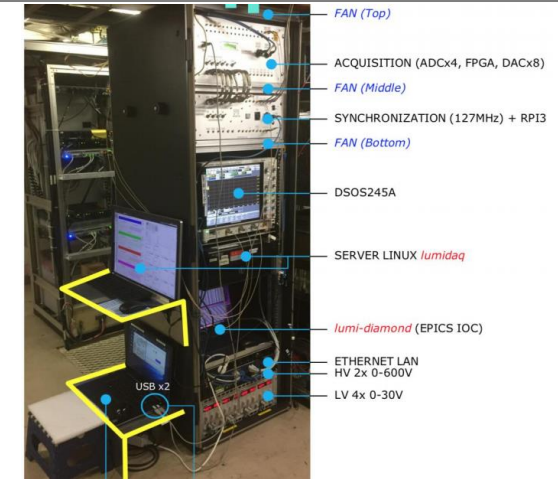 FAN (Top)
ACQUISITION (ADCx4, FPGA, DACx8)
FAN (Middle)
SYNCHRONIZATION (127MHz) + RPI3
FAN (Bottom)
DSOS245A
SERVER LINUX lumidaq
lumi-diamond (EPICS IOC)
ETHERNET LAN
HV 2x 0-600V
LV 4x 0-30V
USB x2